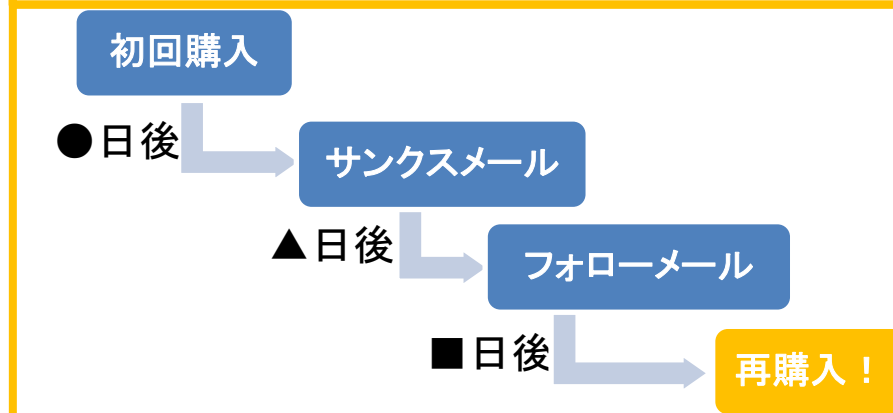 初回購入
●日後
サンクスメール
▲日後
フォローメール
■日後
再購入！